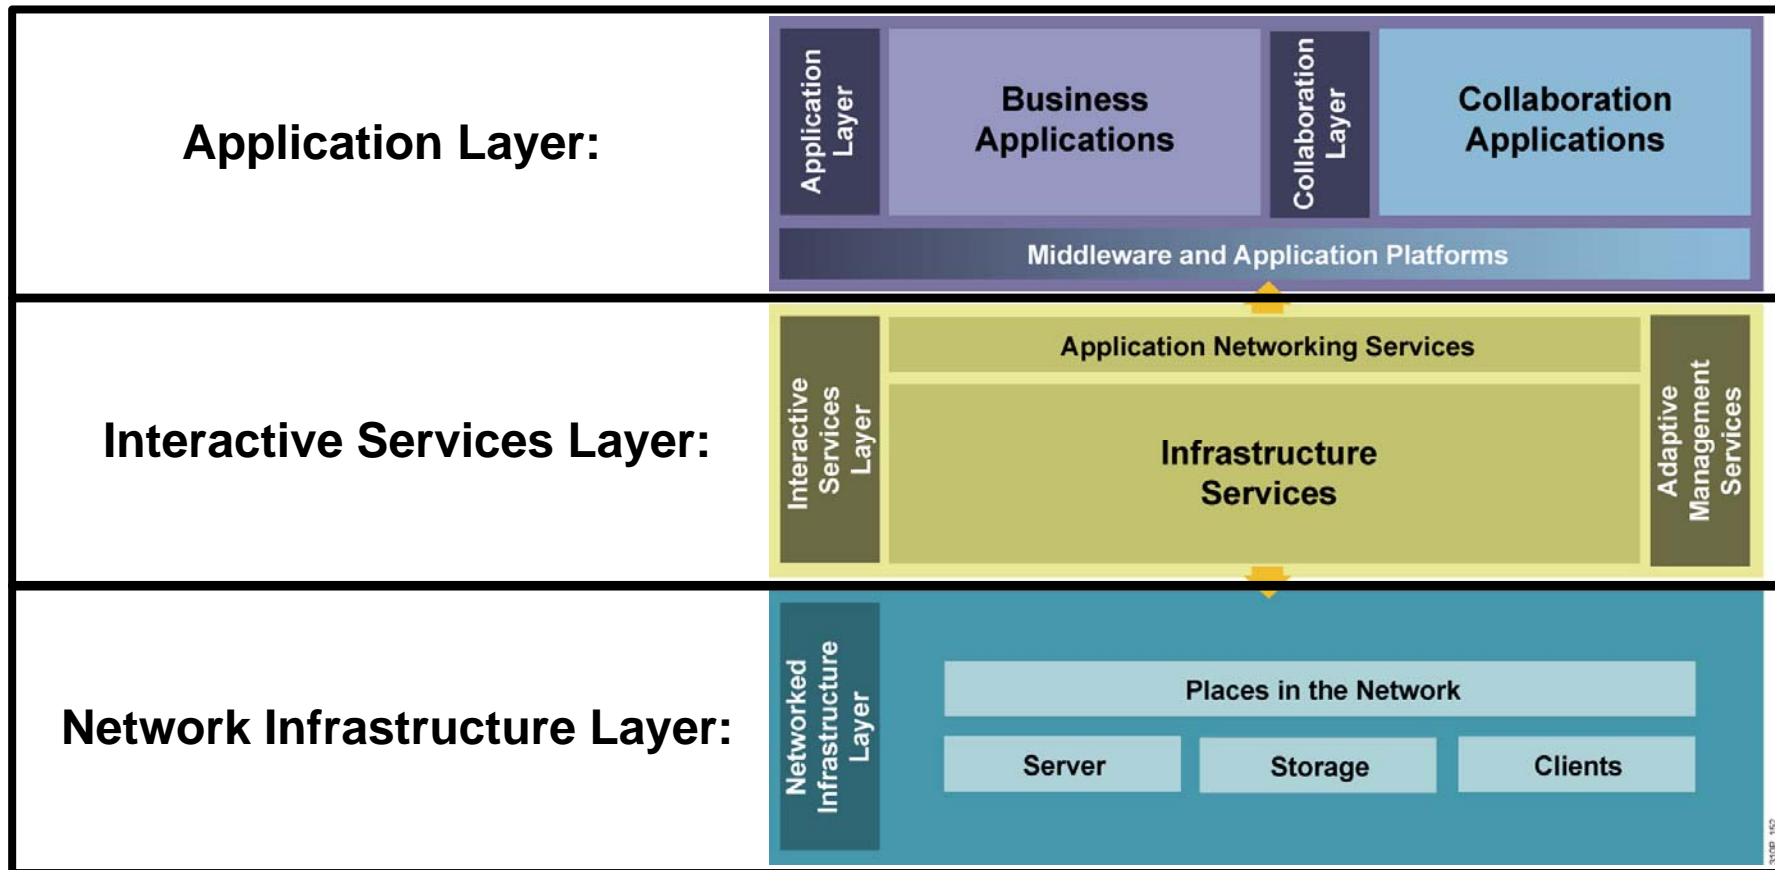 Application Layer:
Application
Layer
Business
Applications
Collaboration
Layer
Collaboration
Applications
Middleware and Application Platforms
Interactive Services Layer:
Interactive
Services
Layer
Application Networking Services
Infrastructure
Services
Adaptive
Management
Services
Network Infrastructure Layer:
Networked
Infrastructure
Layer
Places in the Network
Server
Storage
Clients